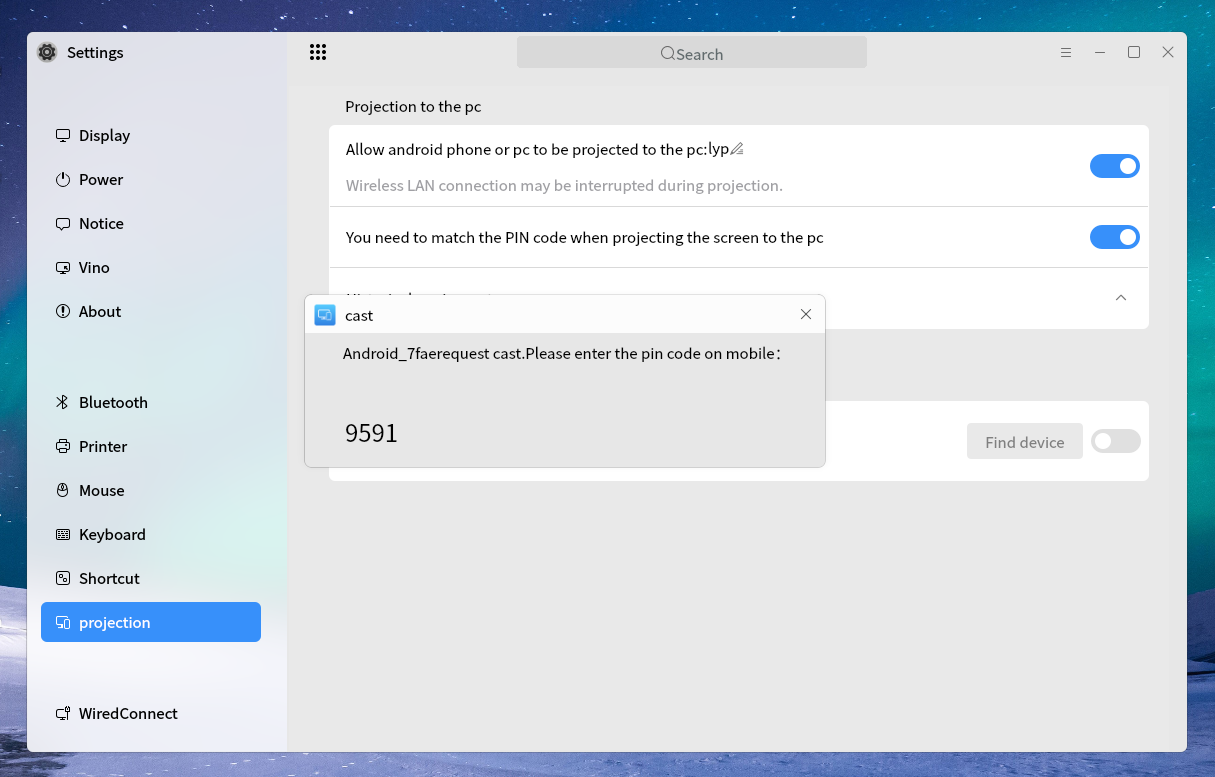 Settings
Search
Display
Power
Notice
Vino
About
Bluetooth
Printer
Mouse
Keyboard
Shortcut
projection
WiredConnect
Projection to the pc
Allow android phone or pc to be projected to the pc:lyp
Wireless LAN connection may be interrupted during projection.
You need to match the PIN code when projecting the screen to the pc
cast
Android_7faerequest cast.Please enter the pin code on mobile：
9591
Find device